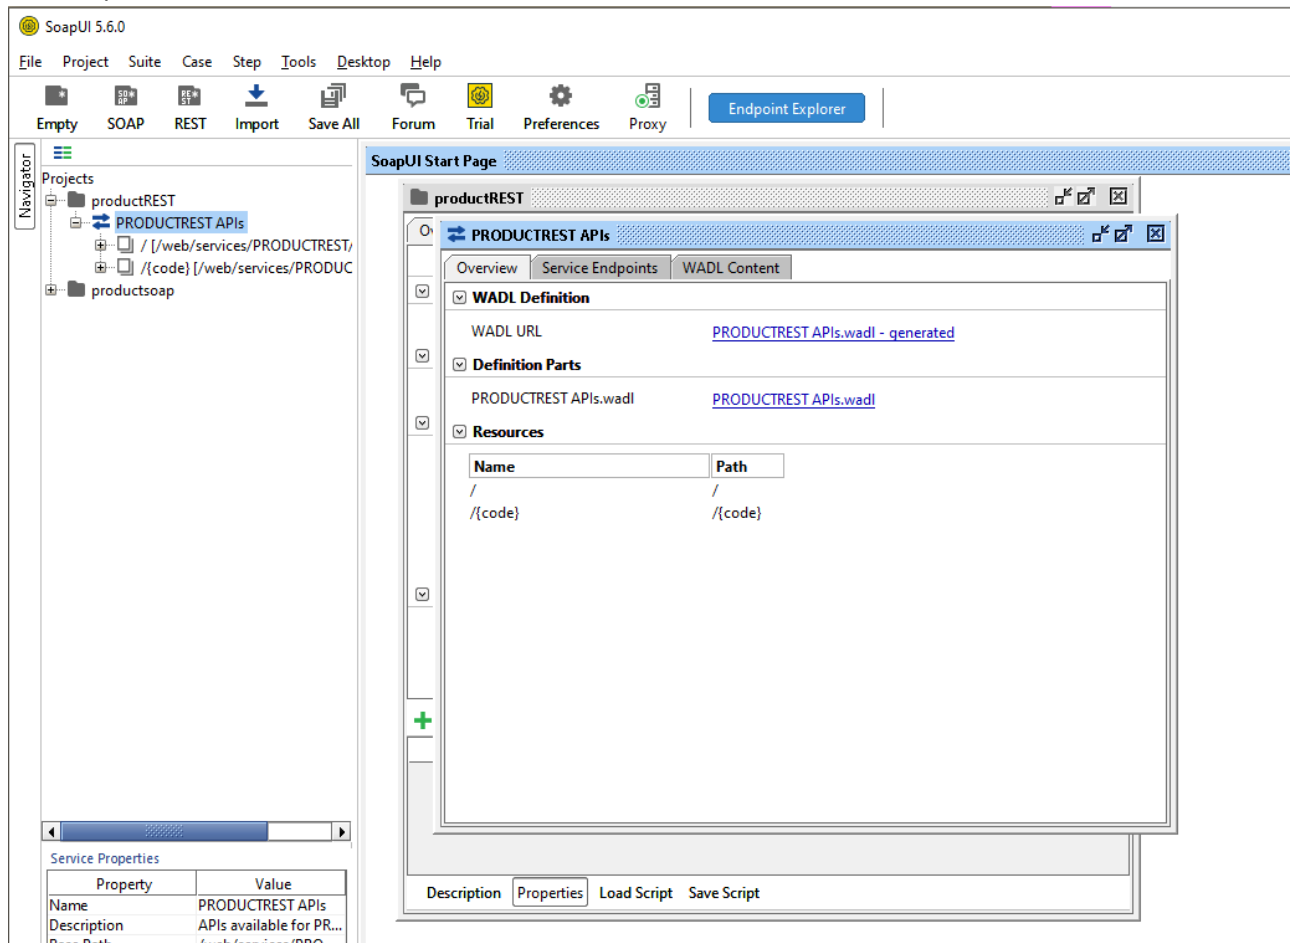 SoapUI 5.6.0
File Project Suite Case Step Tools Desktop Help
Empty SOAP REST Import Save All Forum Trial Preferences Proxy Endpoint Explorer
Navigator
Projects
productREST
PRODUCTREST APIs
/ [/web/services/PRODUCTREST/
/{code} [/web/services/PRODUC
productsoap
SoapUI Start Page
productREST
PRODUCTREST APIs
Overview Service Endpoints WADL Content
WADL Definition
WADL URL PRODUCTREST APIs.wadl - generated
Definition Parts
PRODUCTREST APIs.wadl PRODUCTREST APIs.wadl
Resources
Name Path
/ /
/{code} /{code}
Description Properties Load Script Save Script
Service Properties
Property Value
Name PRODUCTREST APIs
Description APIs available for PR...